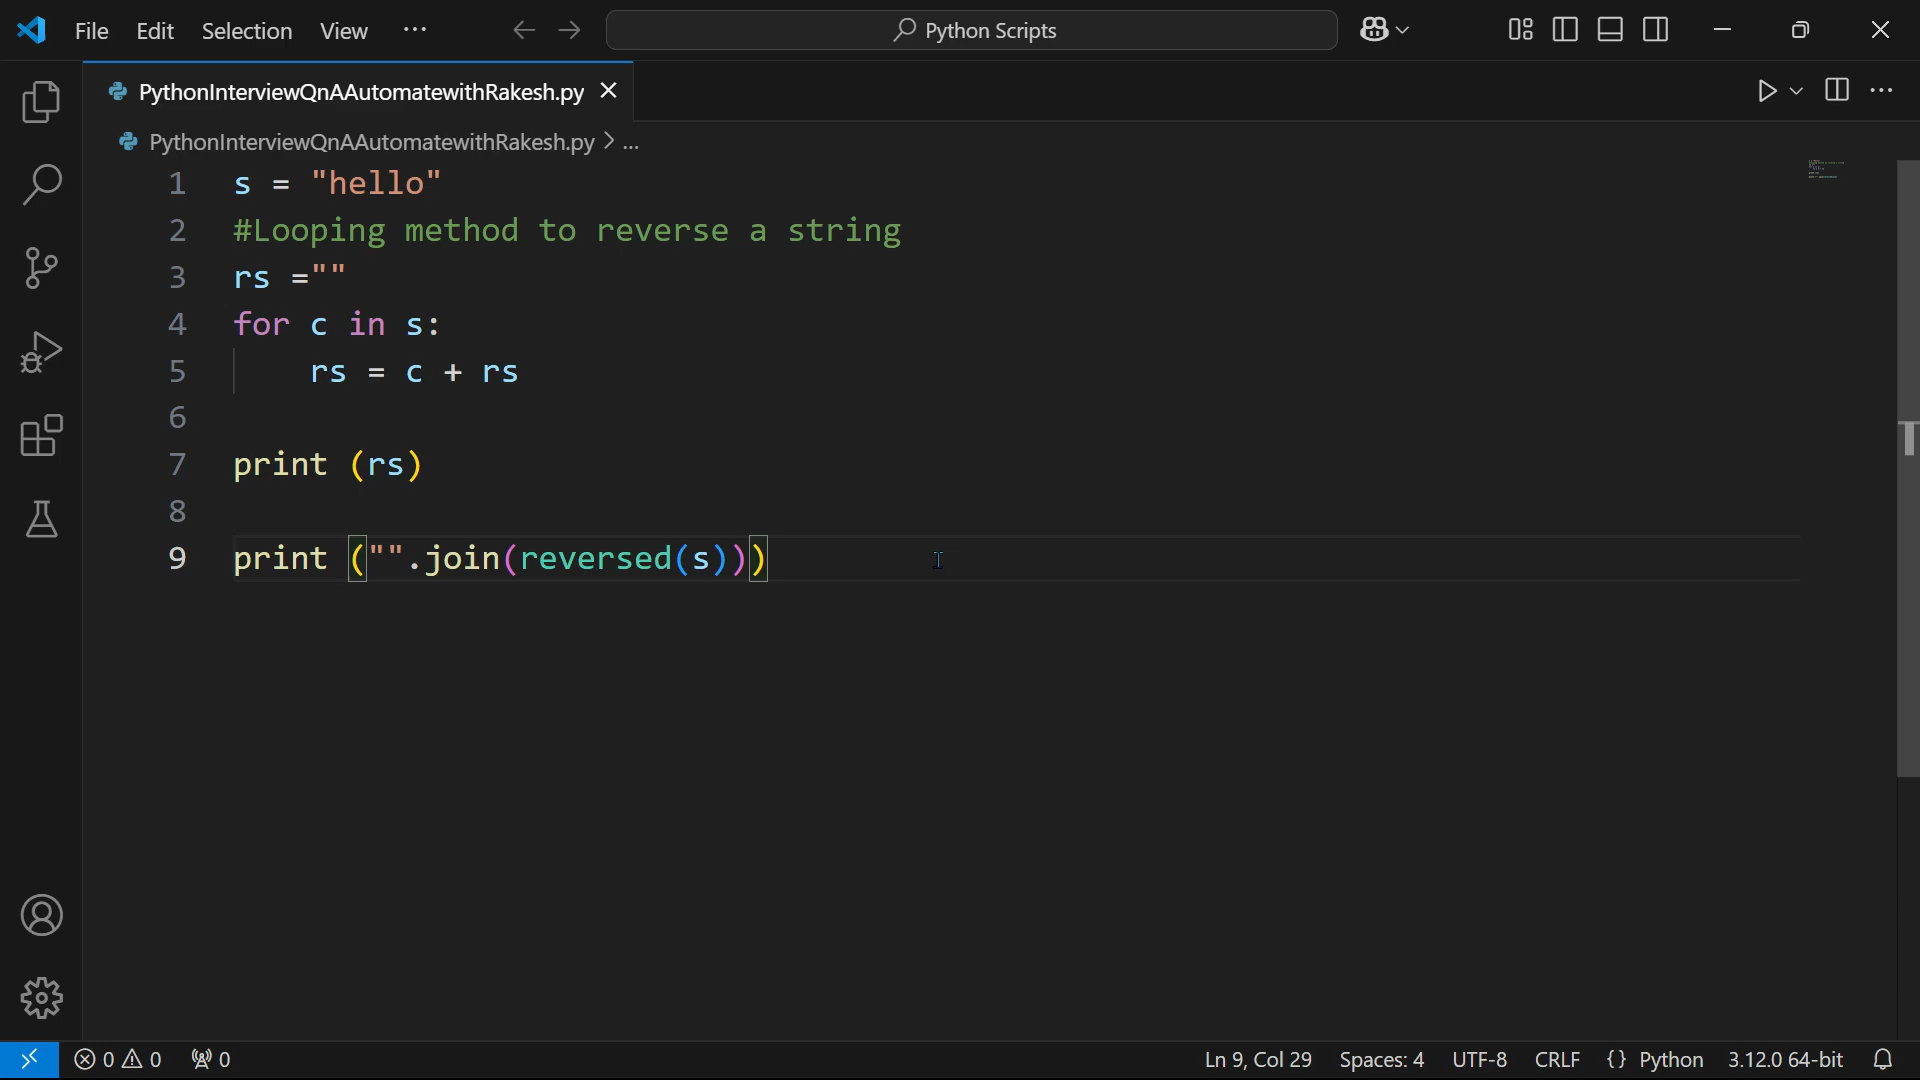 File Edit Selection View ··· Python Scripts
PythonInterviewQnAAutomatewithRakesh.py
PythonInterviewQnAAutomatewithRakesh.py > ...
1 s = "hello"
2 #Looping method to reverse a string
3 rs =""
4 for c in s:
5     rs = c + rs
6
7 print (rs)
8
9 print ("".join(reversed(s)))
0 0 0 Ln 9, Col 29 Spaces: 4 UTF-8 CRLF {} Python 3.12.0 64-bit